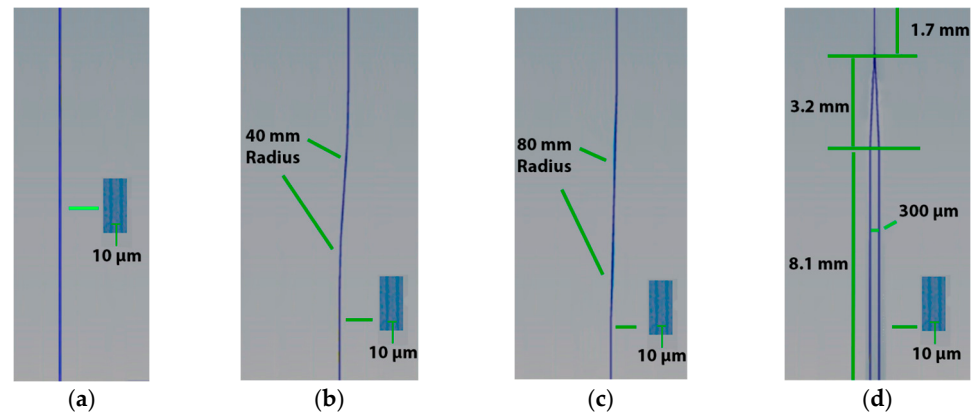 10 µm
(a)
40 mm
Radius
10 µm
(b)
80 mm
Radius
10 µm
(c)
1.7 mm
3.2 mm
300 µm
8.1 mm
10 µm
(d)